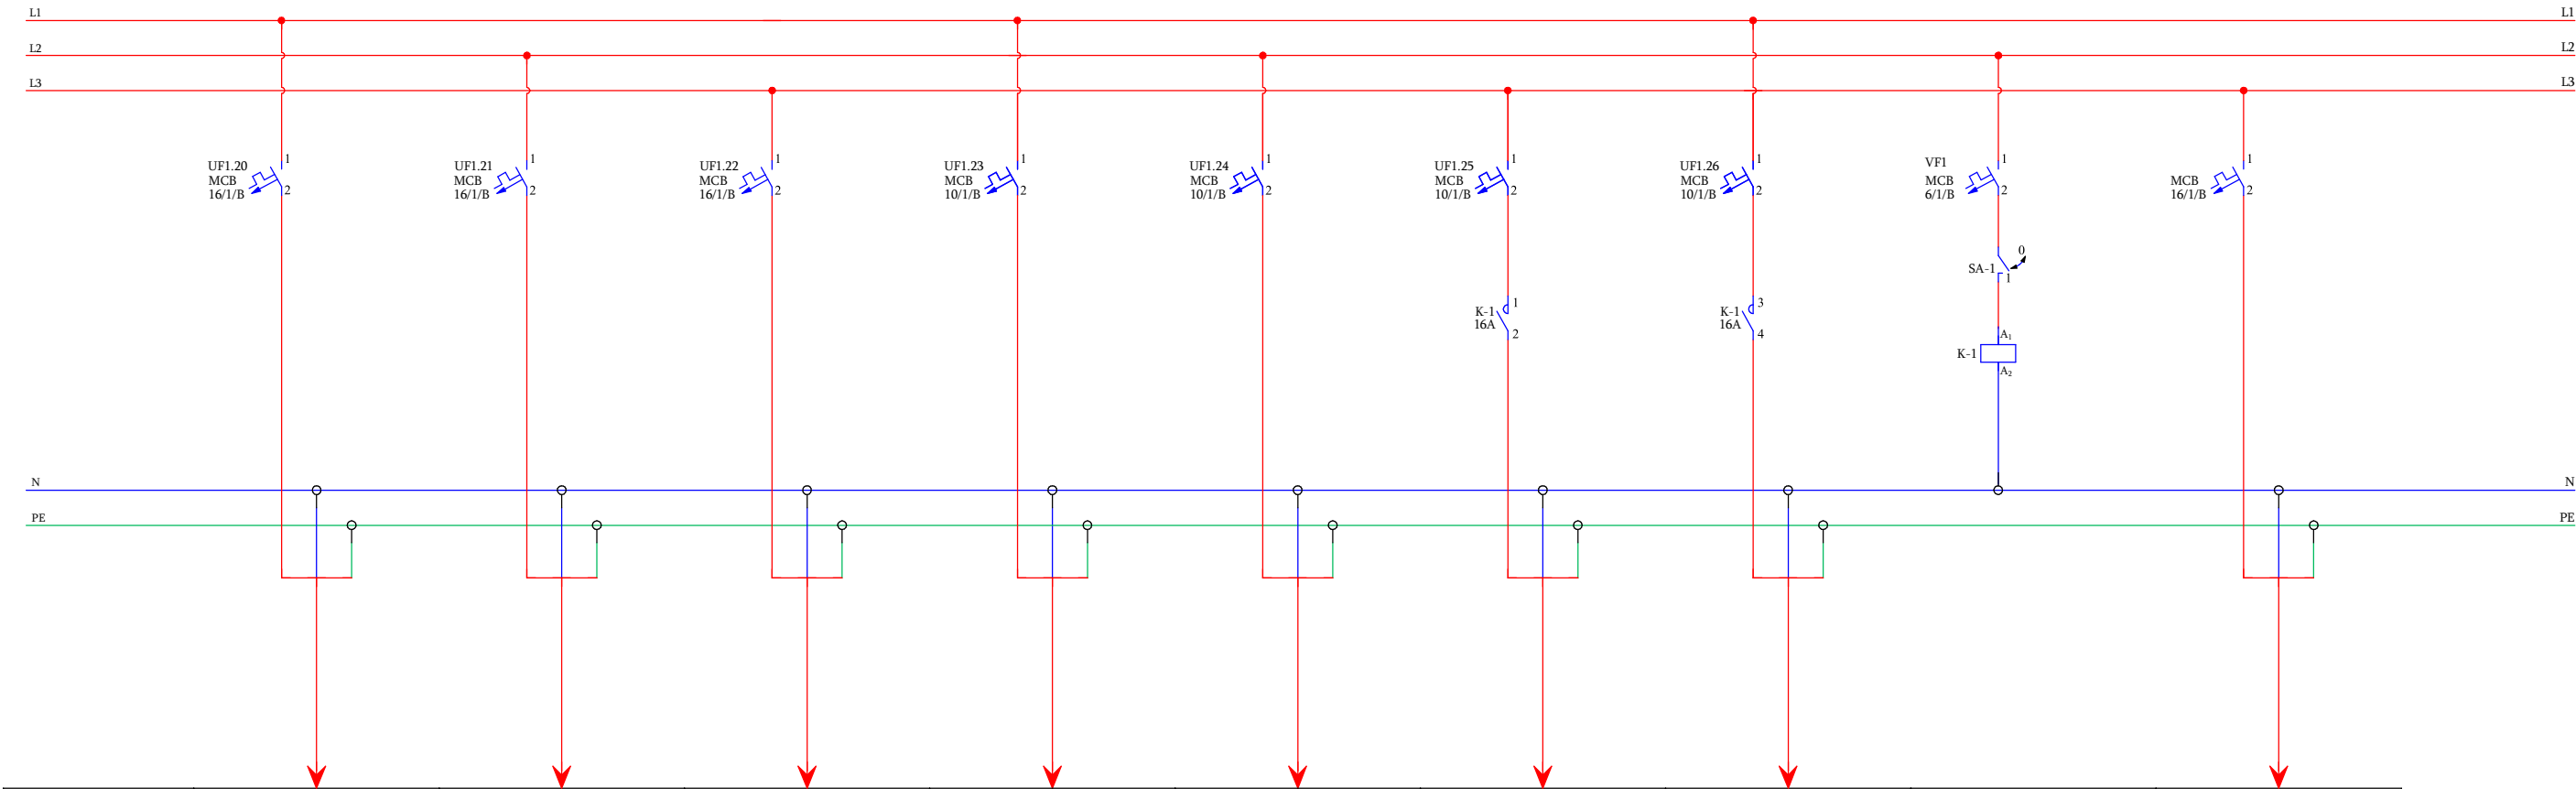 L1
L1
L2
L2
L3
L3
UF1.20
MCB
16/1/B
1
2
UF1.21
MCB
16/1/B
1
2
UF1.22
MCB
16/1/B
1
2
UF1.23
MCB
10/1/B
1
2
UF1.24
MCB
10/1/B
1
2
UF1.25
MCB
10/1/B
1
2
UF1.26
MCB
10/1/B
1
2
VF1
MCB
6/1/B
1
2
MCB
16/1/B
1
2
SA-1
0
1
K-1
16A
1
2
K-1
16A
3
4
K-1
A1
A2
N
N
PE
PE